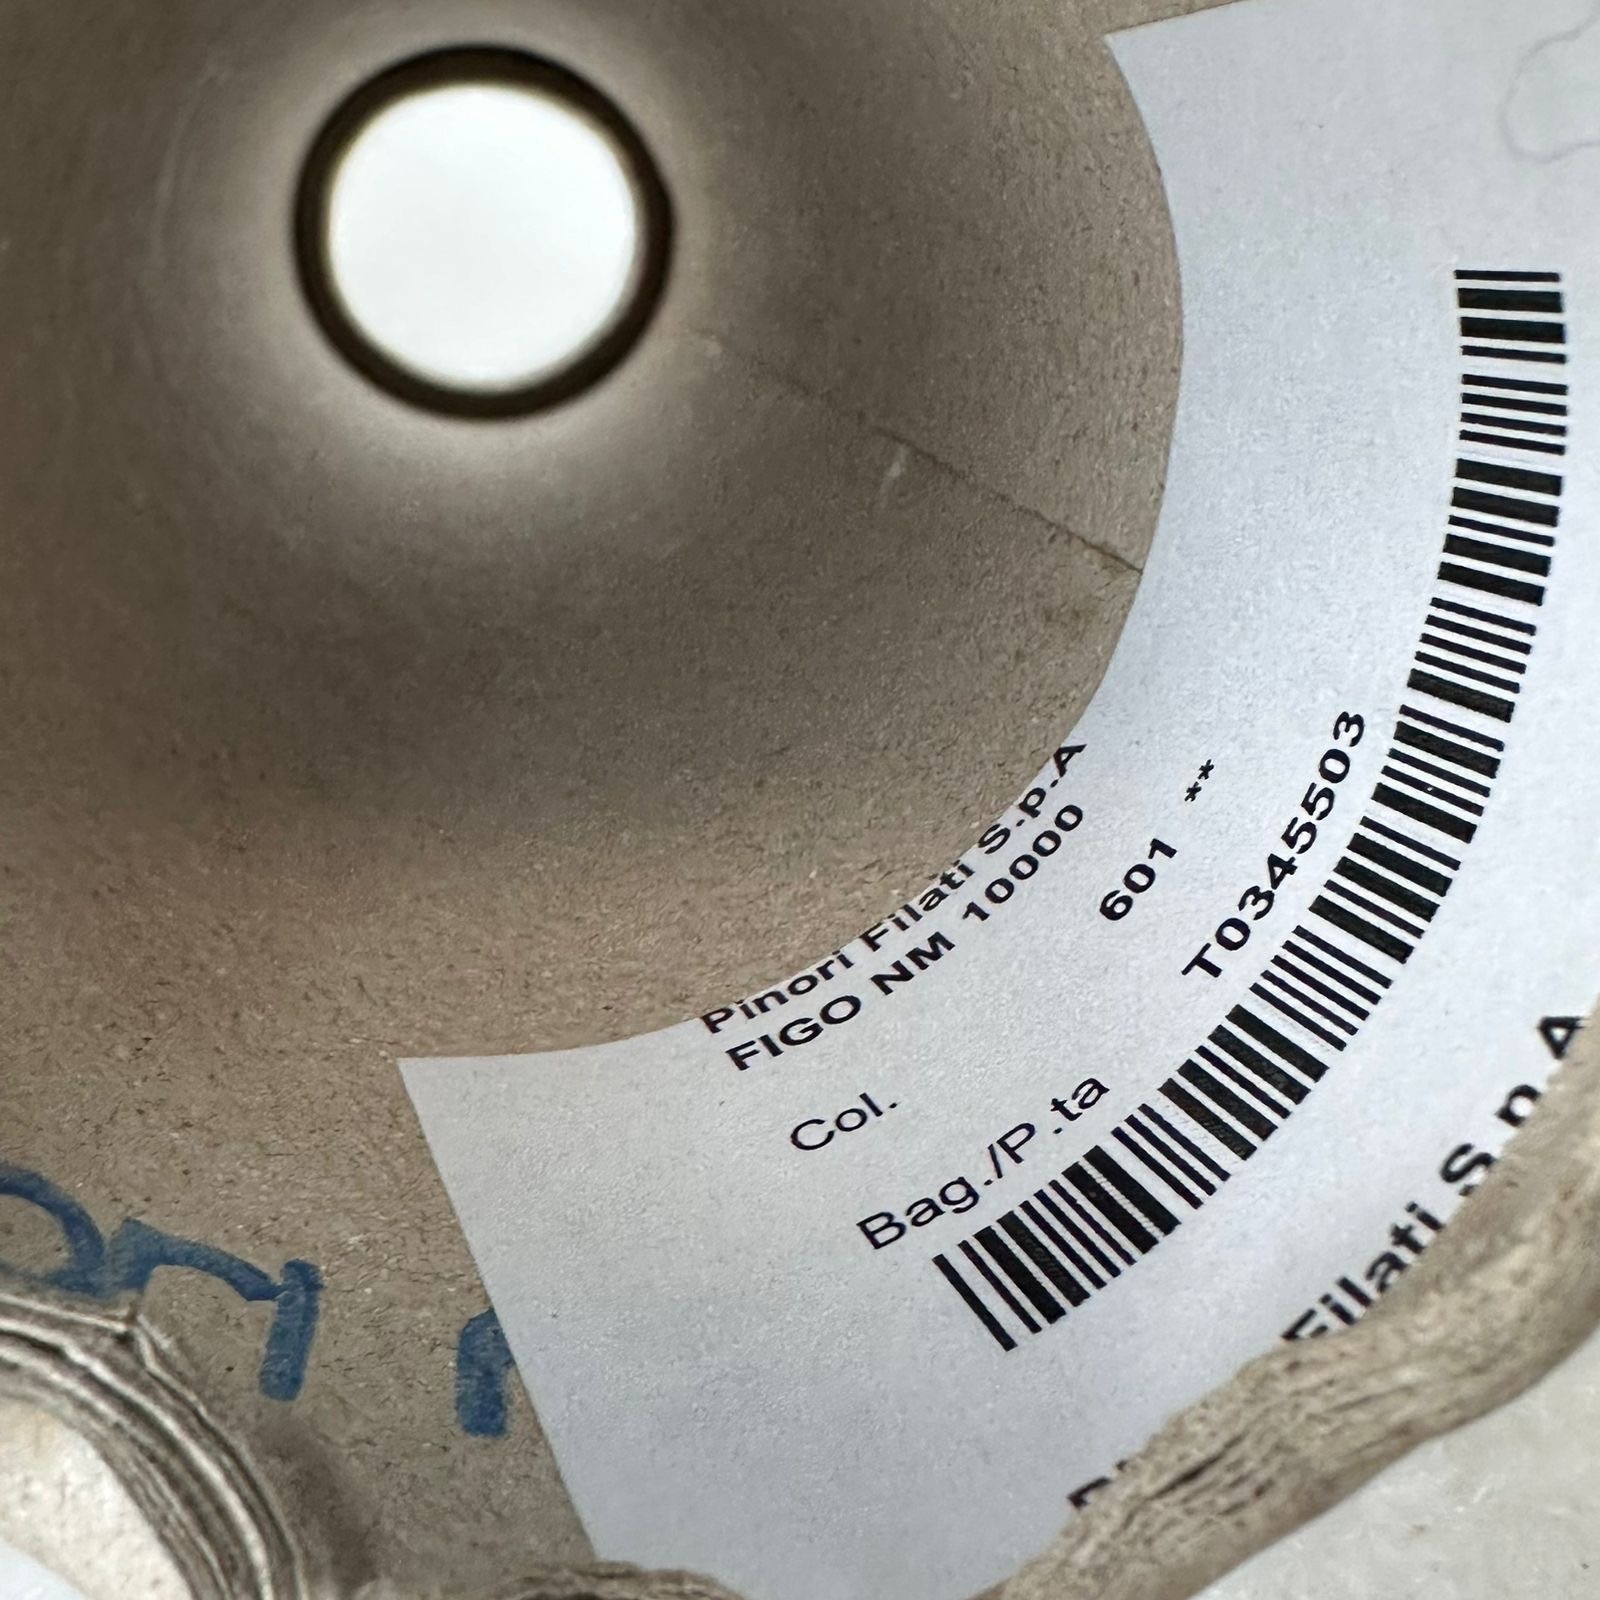 Pinori Filati S.p.A
FIGO NM 10000
Col. 601 **
Bag./P.ta T0345503
Filati S.p.A